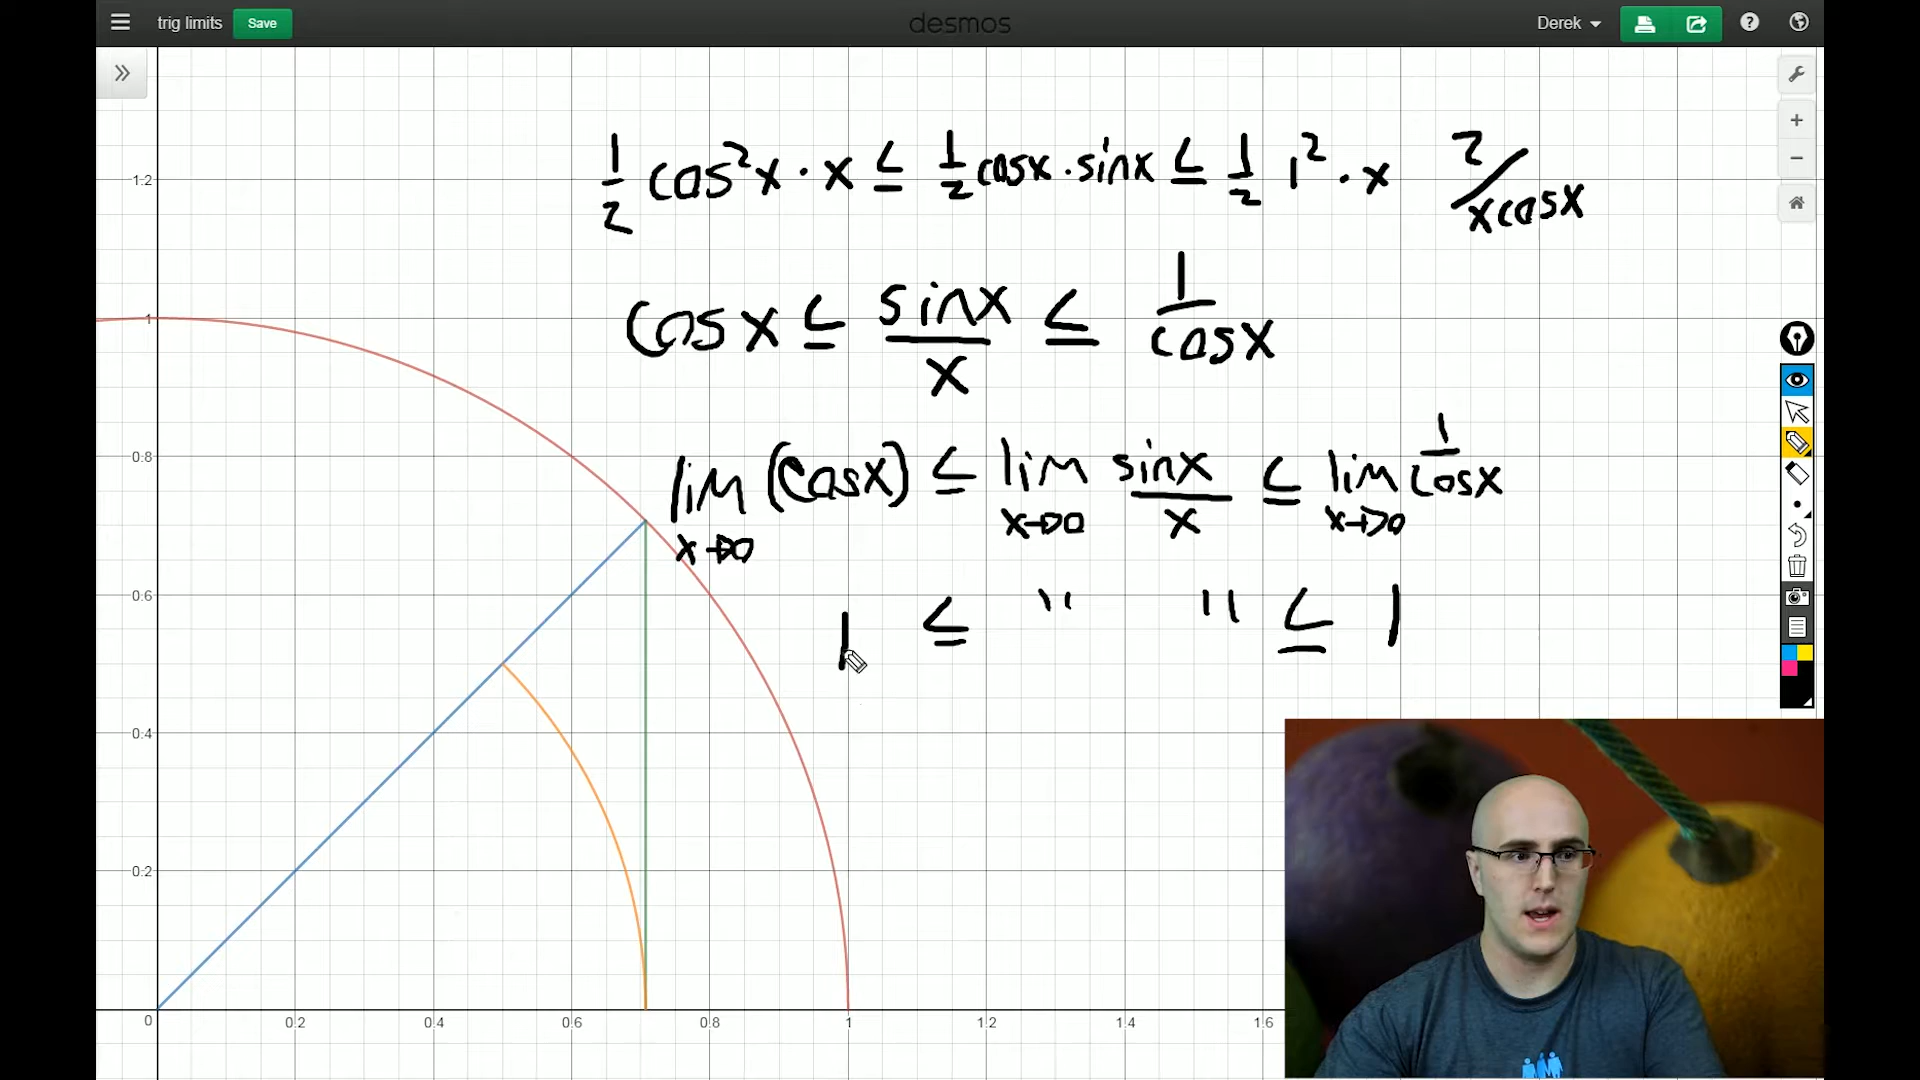 trig limits Save desmos Derek ?
1/2 cos²x · x ≤ 1/2 cosx · sinx ≤ 1/2 1² · x 2/xcosx
cosx ≤ sinx/x ≤ 1/cosx
lim x→0 (cosx) ≤ lim x→0 sinx/x ≤ lim x→0 1/cosx
1 ≤ " " ≤ 1
1.2
1
0.8
0.6
0.4
0.2
0 0.2 0.4 0.6 0.8 1 1.2 1.4 1.6